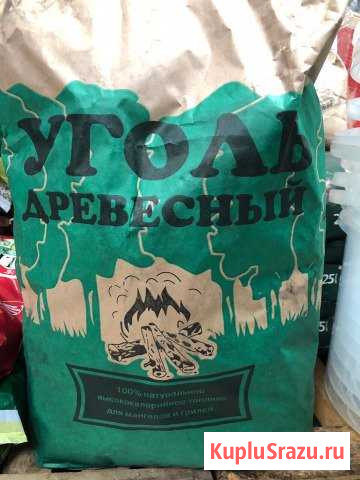 УГОЛЬ
ДРЕВЕСНЫЙ
100% натуральное
высококалорийное топливо
для мангалов и грилей
KupluSrazu.ru